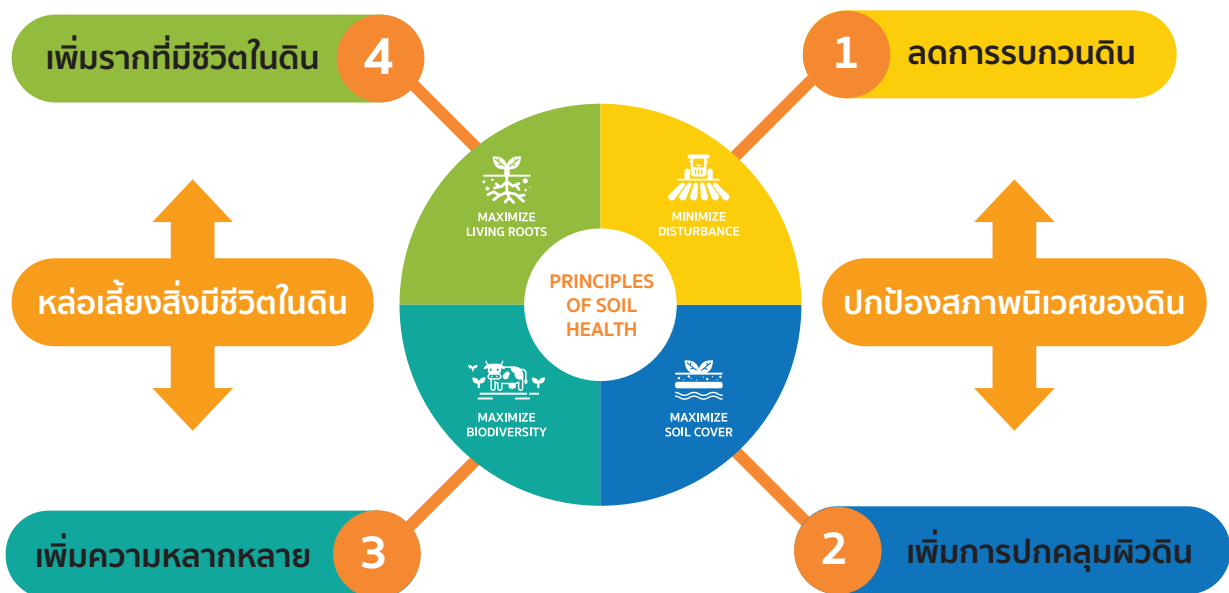 เพิ่มรากที่มีชีวิตในดิน
4
1
ลดการรบกวนดิน
MAXIMIZE
LIVING ROOTS
MINIMIZE
DISTURBANCE
หล่อเลี้ยงสิ่งมีชีวิตในดิน
PRINCIPLES
OF SOIL
HEALTH
ปกป้องสภาพนิเวศของดิน
MAXIMIZE
BIODIVERSITY
MAXIMIZE
SOIL COVER
เพิ่มความหลากหลาย
3
2
เพิ่มการปกคลุมผิวดิน